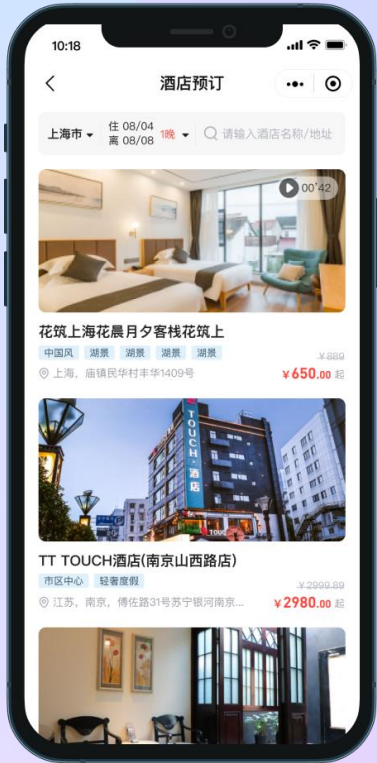 10:18
酒店预订
上海市
住 08/04
离 08/08
1晚
请输入酒店名称/地址
00'42
花筑上海花晨月夕客栈花筑上
中国风 湖景 湖景 湖景 湖景
¥889
上海，庙镇民华村丰华1409号
¥650.00 起
TOUCH·酒店
TOUC
TT TOUCH酒店(南京山西路店)
市区中心 轻奢度假
¥2999.89
江苏，南京，傅佐路31号苏宁银河南京...
¥2980.00 起